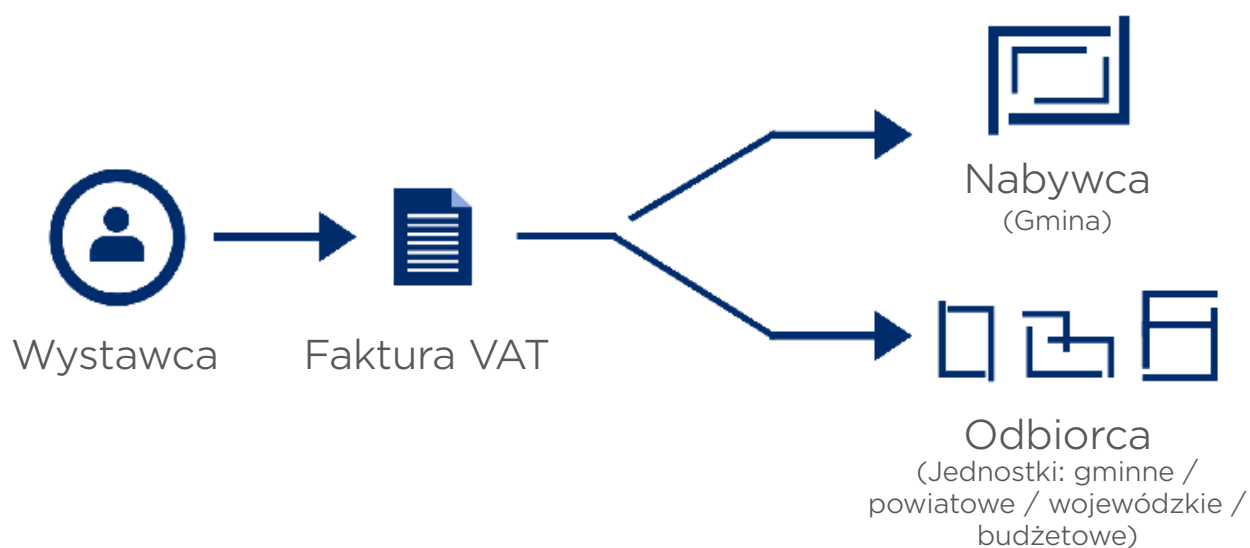 Wystawca
Faktura VAT
Nabywca
(Gmina)
Odbiorca
(Jednostki: gminne /
powiatowe / wojewódzkie /
budżetowe)